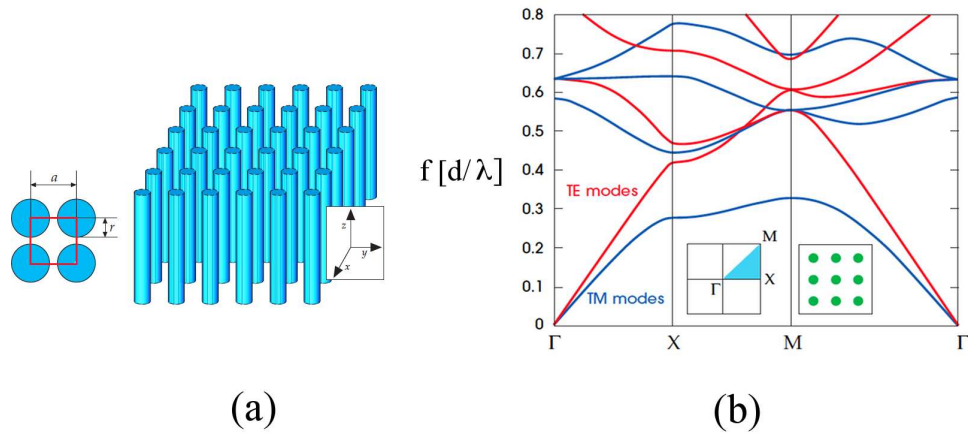 a
r
z
y
x
(a)
f [d/λ]
0.8
0.7
0.6
0.5
0.4
0.3
0.2
0.1
0
TE modes
TM modes
M
X
Γ
Γ
X
M
Γ
(b)